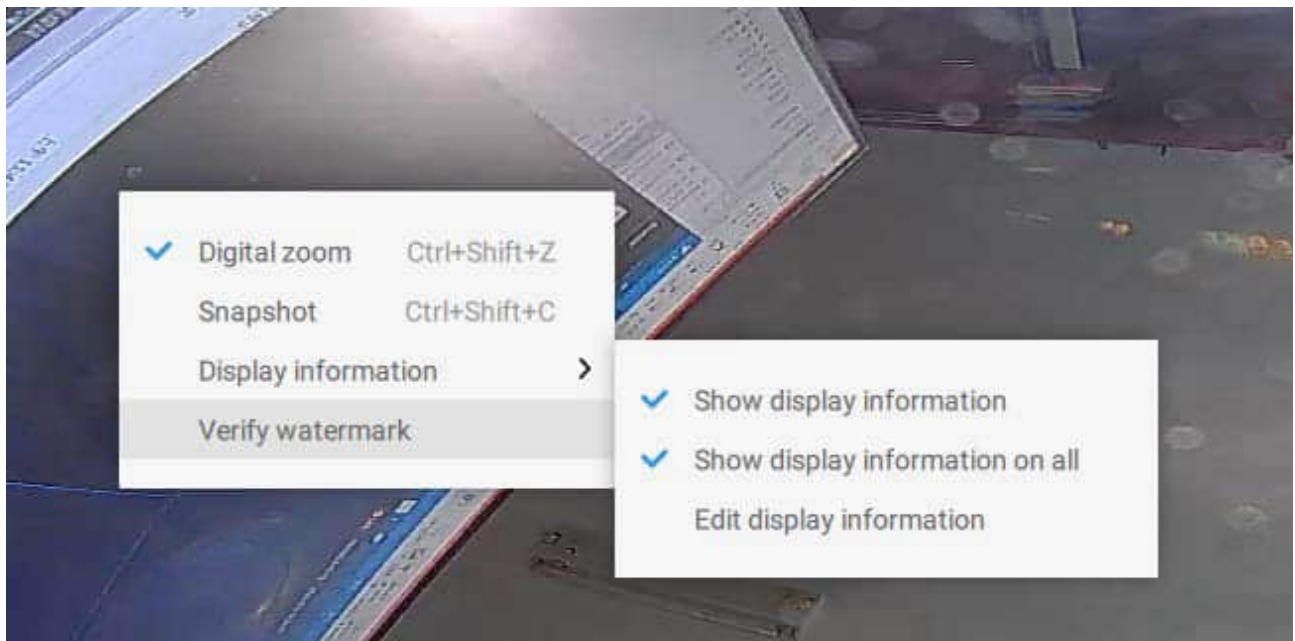 Digital zoom Ctrl+Shift+Z
Snapshot Ctrl+Shift+C
Display information
Verify watermark
Show display information
Show display information on all
Edit display information